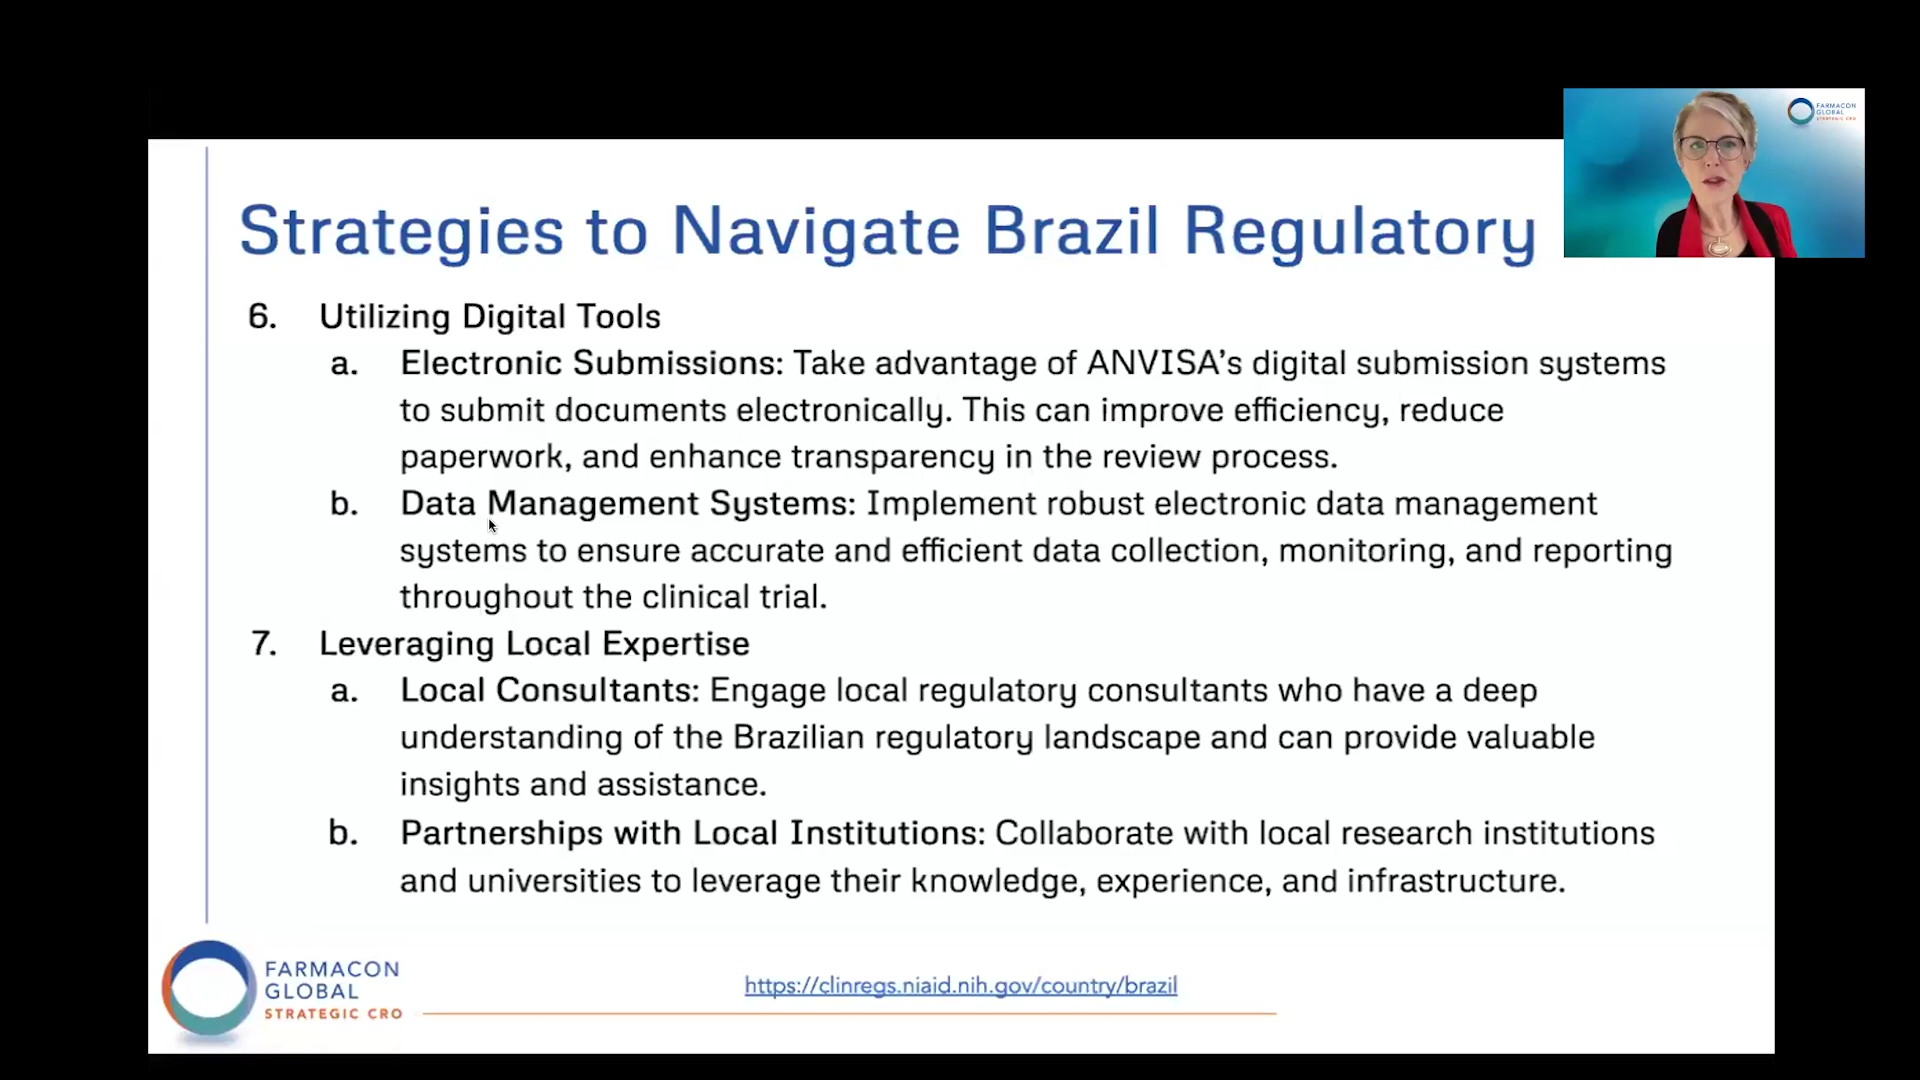 FARMACON
GLOBAL
STRATEGIC CRO
Strategies to Navigate Brazil Regulatory
6. Utilizing Digital Tools
a. Electronic Submissions: Take advantage of ANVISA’s digital submission systems
to submit documents electronically. This can improve efficiency, reduce
paperwork, and enhance transparency in the review process.
b. Data Management Systems: Implement robust electronic data management
systems to ensure accurate and efficient data collection, monitoring, and reporting
throughout the clinical trial.
7. Leveraging Local Expertise
a. Local Consultants: Engage local regulatory consultants who have a deep
understanding of the Brazilian regulatory landscape and can provide valuable
insights and assistance.
b. Partnerships with Local Institutions: Collaborate with local research institutions
and universities to leverage their knowledge, experience, and infrastructure.
FARMACON
GLOBAL
STRATEGIC CRO
https://clinregs.niaid.nih.gov/country/brazil